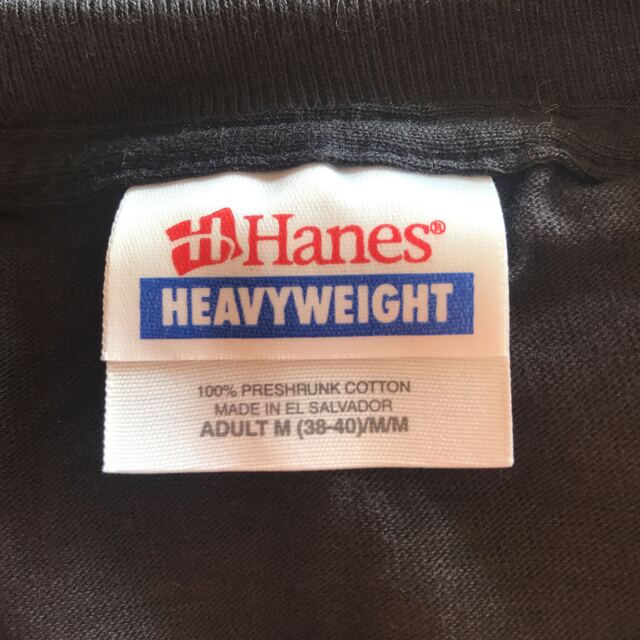 Hanes®
HEAVYWEIGHT
100% PRESHRUNK COTTON
MADE IN EL SALVADOR
ADULT M (38-40)/M/M